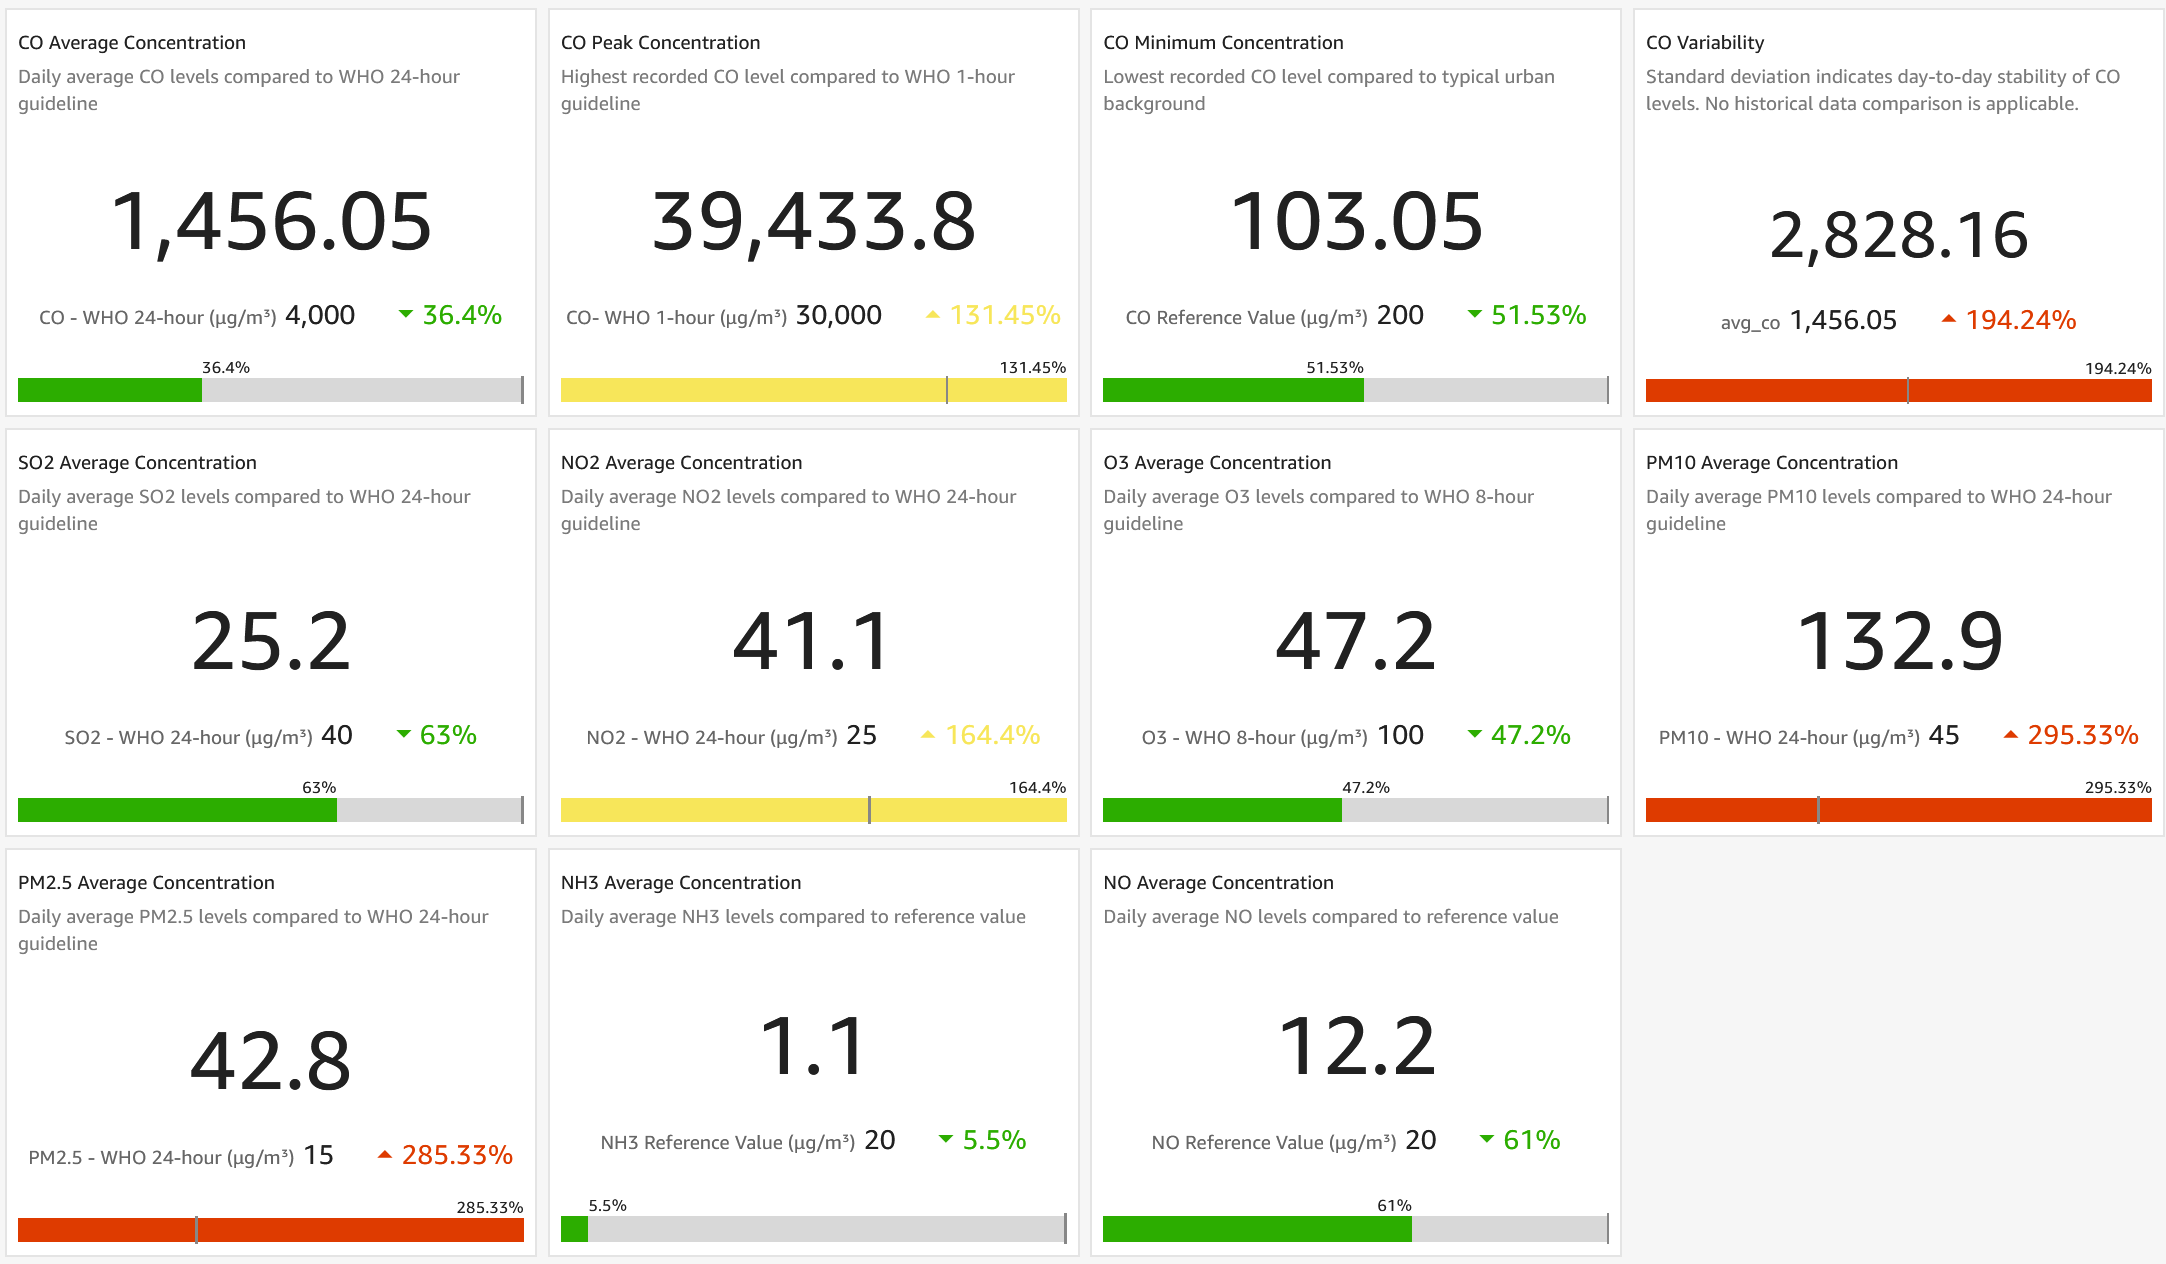 CO Average Concentration
Daily average CO levels compared to WHO 24-hour
guideline
1,456.05
CO - WHO 24-hour (µg/m³) 4,000 ▼ 36.4%
36.4%
CO Peak Concentration
Highest recorded CO level compared to WHO 1-hour
guideline
39,433.8
CO- WHO 1-hour (µg/m³) 30,000 ▲ 131.45%
131.45%
CO Minimum Concentration
Lowest recorded CO level compared to typical urban
background
103.05
CO Reference Value (µg/m³) 200 ▼ 51.53%
51.53%
CO Variability
Standard deviation indicates day-to-day stability of CO
levels. No historical data comparison is applicable.
2,828.16
avg_co 1,456.05 ▲ 194.24%
194.24%
SO2 Average Concentration
Daily average SO2 levels compared to WHO 24-hour
guideline
25.2
SO2 - WHO 24-hour (µg/m³) 40 ▼ 63%
63%
NO2 Average Concentration
Daily average NO2 levels compared to WHO 24-hour
guideline
41.1
NO2 - WHO 24-hour (µg/m³) 25 ▲ 164.4%
164.4%
O3 Average Concentration
Daily average O3 levels compared to WHO 8-hour
guideline
47.2
O3 - WHO 8-hour (µg/m³) 100 ▼ 47.2%
47.2%
PM10 Average Concentration
Daily average PM10 levels compared to WHO 24-hour
guideline
132.9
PM10 - WHO 24-hour (µg/m³) 45 ▲ 295.33%
295.33%
PM2.5 Average Concentration
Daily average PM2.5 levels compared to WHO 24-hour
guideline
42.8
PM2.5 - WHO 24-hour (µg/m³) 15 ▲ 285.33%
285.33%
NH3 Average Concentration
Daily average NH3 levels compared to reference value
1.1
NH3 Reference Value (µg/m³) 20 ▼ 5.5%
5.5%
NO Average Concentration
Daily average NO levels compared to reference value
12.2
NO Reference Value (µg/m³) 20 ▼ 61%
61%